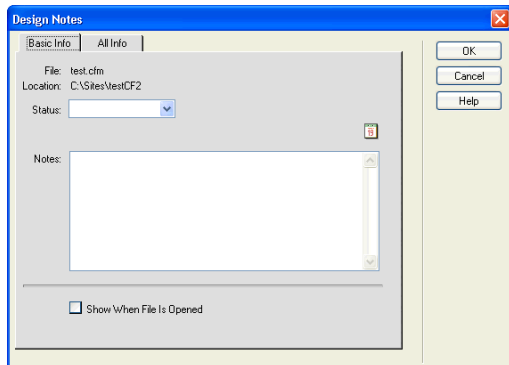 Design Notes
Basic Info All Info
OK
File: test.cfm
Cancel
Location: C:\Sites\testCF2
Help
Status:
Notes:
Show When File Is Opened